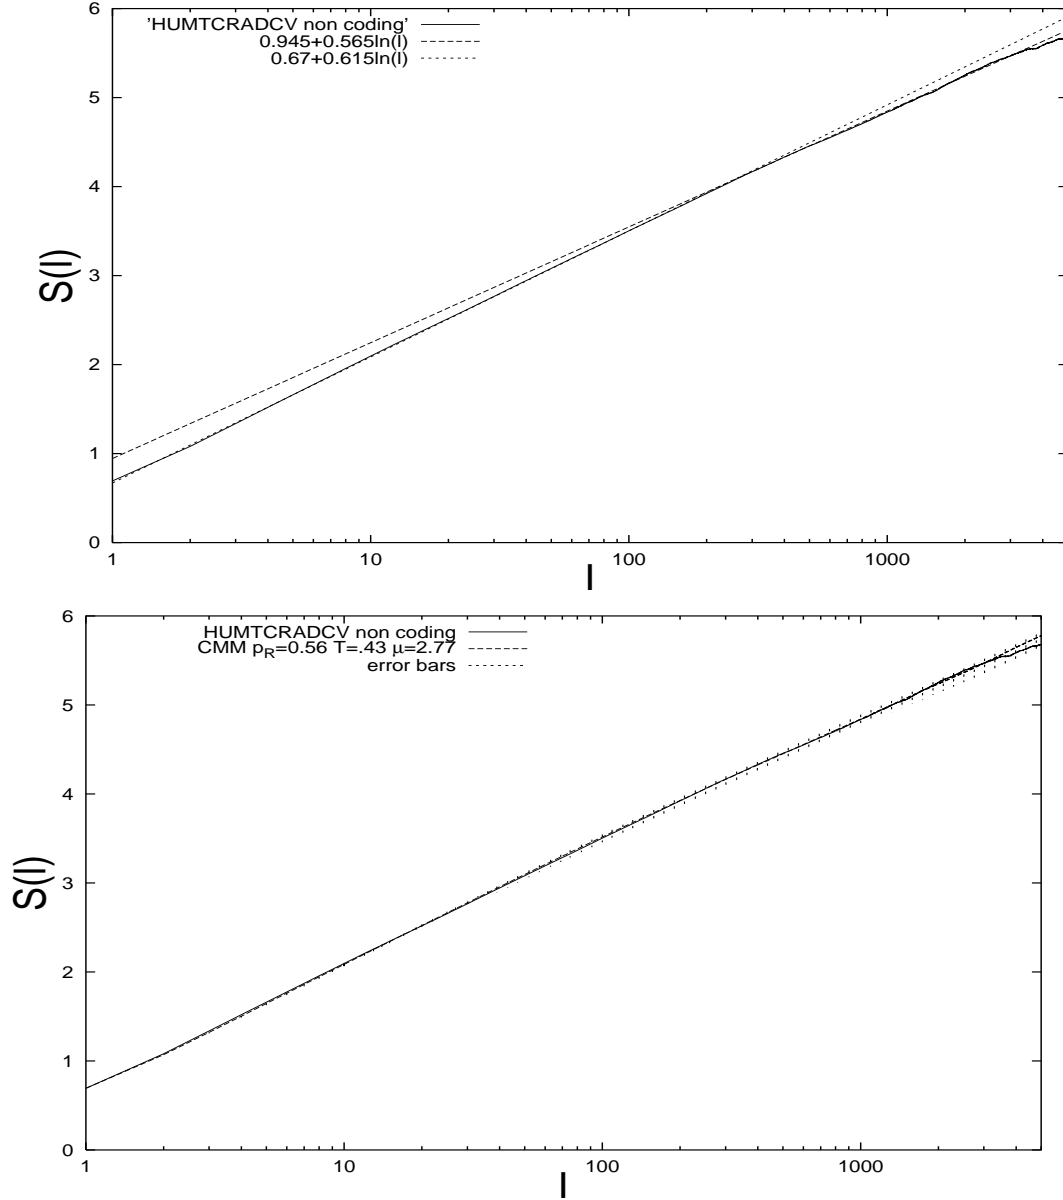 'HUMTCRADCV non coding'
0.945+0.565ln(l)
0.67+0.615ln(l)
6
5
4
3
2
1
0
S(l)
1 10 100 1000
l
HUMTCRADCV non coding
CMM pR=0.56 T=.43 μ=2.77
error bars
6
5
4
3
2
1
0
S(l)
1 10 100 1000
l